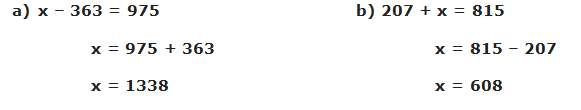 a) x – 363 = 975
x = 975 + 363
x = 1338
b) 207 + x = 815
x = 815 – 207
x = 608